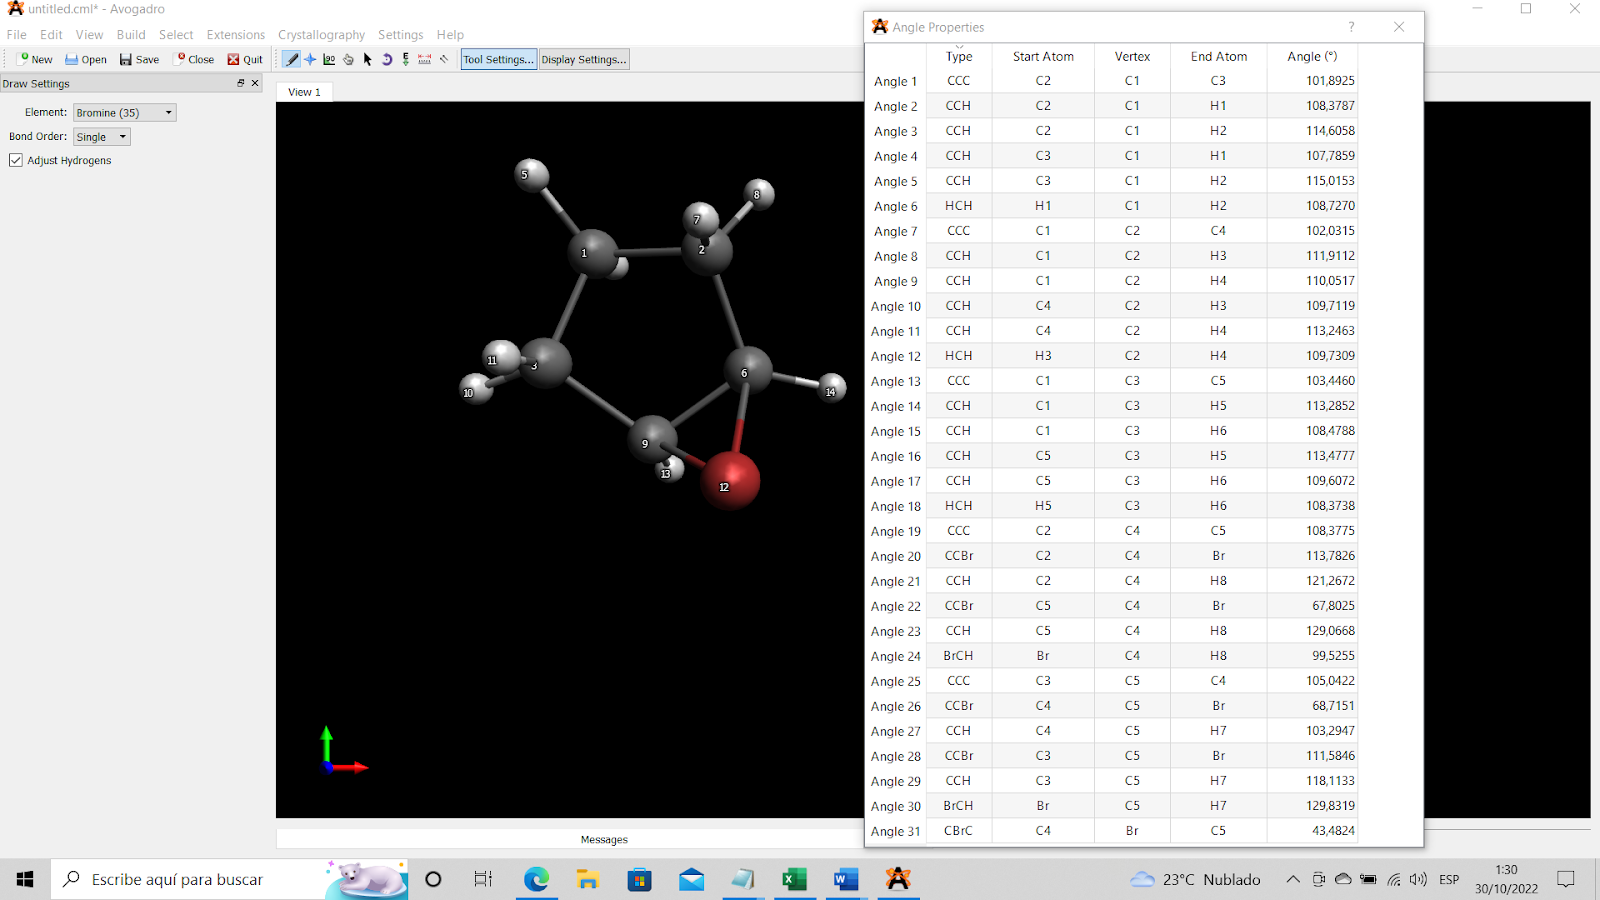 untitled.cml* - Avogadro
File Edit View Build Select Extensions Crystallography Settings Help
New Open Save Close Quit Tool Settings... Display Settings...
Draw Settings
Element: Bromine (35)
Bond Order: Single
Adjust Hydrogens
View 1
5
8
7
1
2
11
3
10
6
14
9
13
12
Messages
Angle Properties
Type Start Atom Vertex End Atom Angle (°)
Angle 1 CCC C2 C1 C3 101,8925
Angle 2 CCH C2 C1 H1 108,3787
Angle 3 CCH C2 C1 H2 114,6058
Angle 4 CCH C3 C1 H1 107,7859
Angle 5 CCH C3 C1 H2 115,0153
Angle 6 HCH H1 C1 H2 108,7270
Angle 7 CCC C1 C2 C4 102,0315
Angle 8 CCH C1 C2 H3 111,9112
Angle 9 CCH C1 C2 H4 110,0517
Angle 10 CCH C4 C2 H3 109,7119
Angle 11 CCH C4 C2 H4 113,2463
Angle 12 HCH H3 C2 H4 109,7309
Angle 13 CCC C1 C3 C5 103,4460
Angle 14 CCH C1 C3 H5 113,2852
Angle 15 CCH C1 C3 H6 108,4788
Angle 16 CCH C5 C3 H5 113,4777
Angle 17 CCH C5 C3 H6 109,6072
Angle 18 HCH H5 C3 H6 108,3738
Angle 19 CCC C2 C4 C5 108,3775
Angle 20 CCBr C2 C4 Br 113,7826
Angle 21 CCH C2 C4 H8 121,2672
Angle 22 CCBr C5 C4 Br 67,8025
Angle 23 CCH C5 C4 H8 129,0668
Angle 24 BrCH Br C4 H8 99,5255
Angle 25 CCC C3 C5 C4 105,0422
Angle 26 CCBr C4 C5 Br 68,7151
Angle 27 CCH C4 C5 H7 103,2947
Angle 28 CCBr C3 C5 Br 111,5846
Angle 29 CCH C3 C5 H7 118,1133
Angle 30 BrCH Br C5 H7 129,8319
Angle 31 CBrC C4 Br C5 43,4824
Escribe aquí para buscar
23°C Nublado
ESP
1:30
30/10/2022